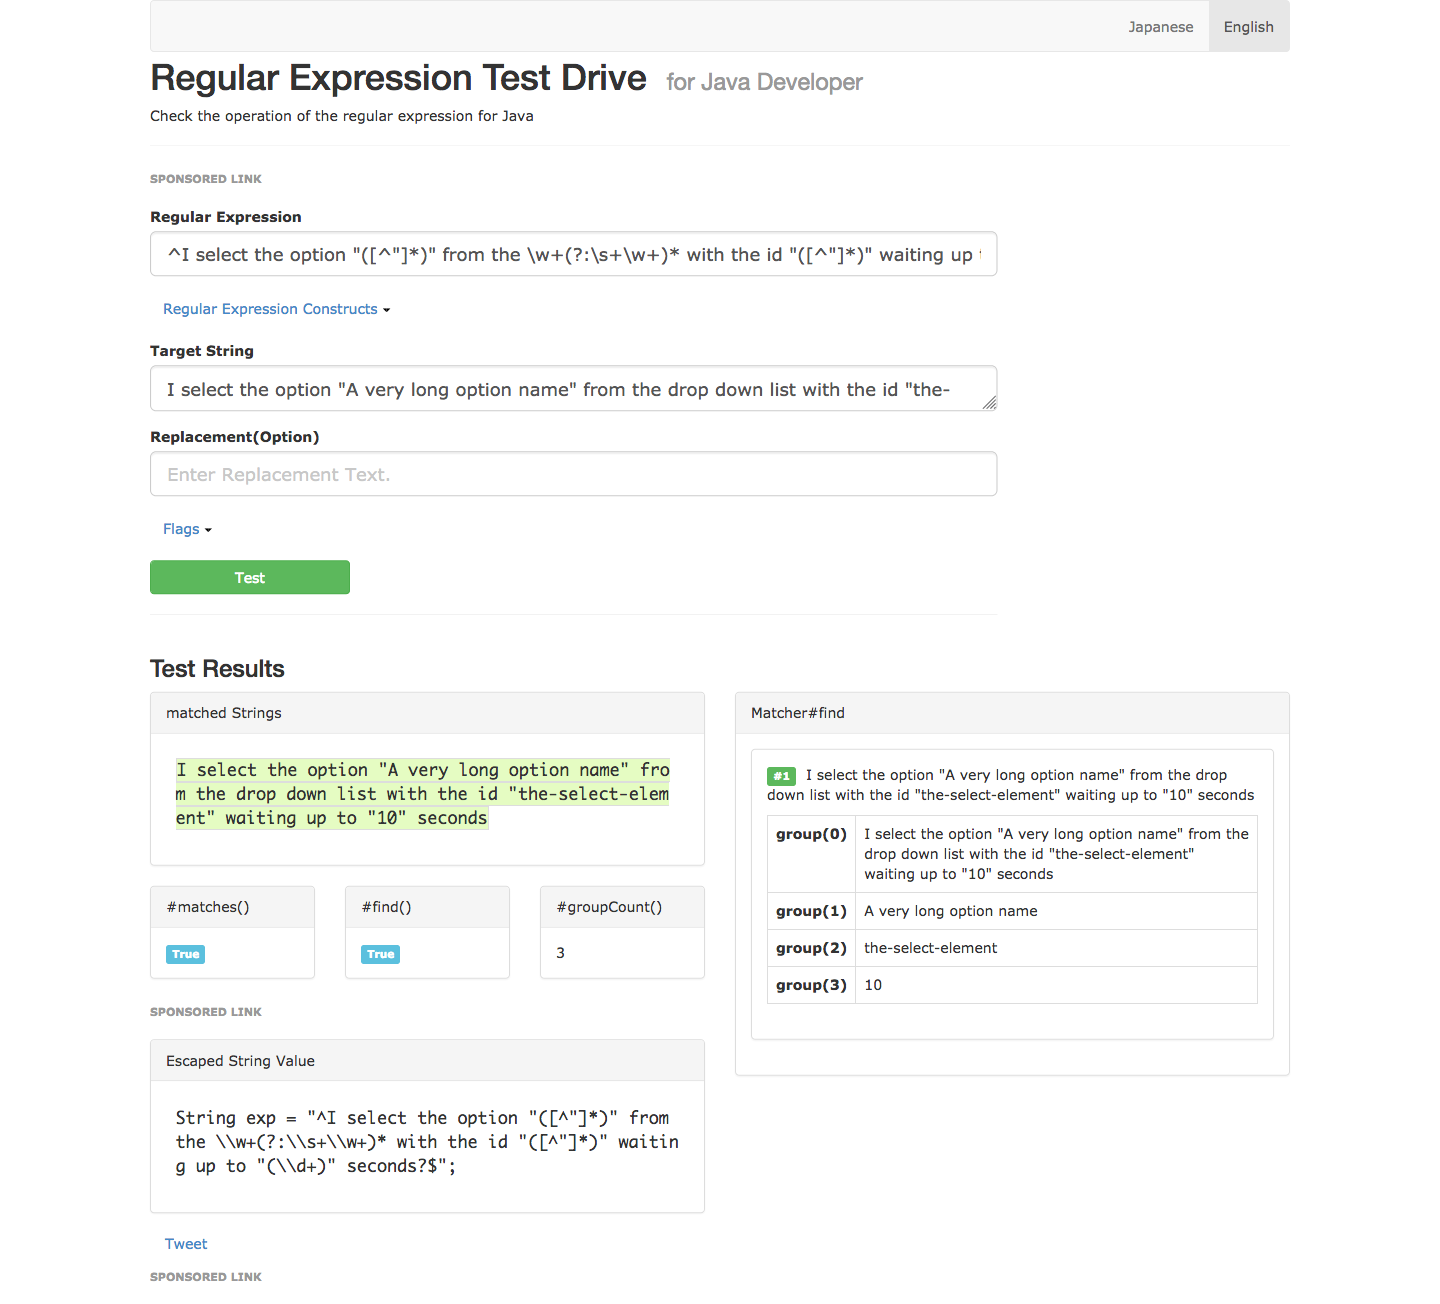 Japanese
English
Regular Expression Test Drive for Java Developer
Check the operation of the regular expression for Java
SPONSORED LINK
Regular Expression
^I select the option "([^"]*)" from the \w+(?:\s+\w+)* with the id "([^"]*)" waiting up
Regular Expression Constructs
Target String
I select the option "A very long option name" from the drop down list with the id "the-
Replacement(Option)
Enter Replacement Text.
Flags
Test
Test Results
matched Strings
I select the option "A very long option name" fro
m the drop down list with the id "the-select-elem
ent" waiting up to "10" seconds
#matches()
True
#find()
True
#groupCount()
3
SPONSORED LINK
Escaped String Value
String exp = "^I select the option "([^"]*)" from
the \\w+(?:\\s+\\w+)* with the id "([^"]*)" waitin
g up to "(\\d+)" seconds?$";
Tweet
SPONSORED LINK
Matcher#find
#1 I select the option "A very long option name" from the drop
down list with the id "the-select-element" waiting up to "10" seconds
group(0) I select the option "A very long option name" from the
drop down list with the id "the-select-element"
waiting up to "10" seconds
group(1) A very long option name
group(2) the-select-element
group(3) 10